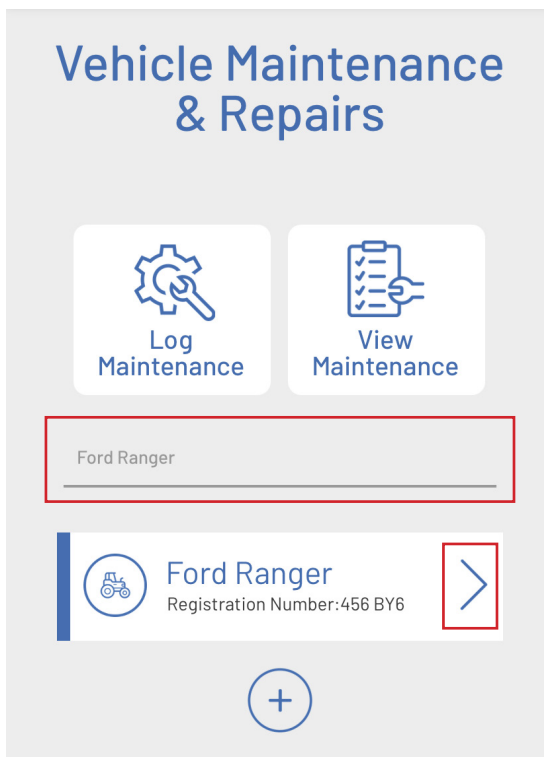 Vehicle Maintenance
& Repairs
Log
Maintenance
View
Maintenance
Ford Ranger
Ford Ranger
Registration Number:456 BY6